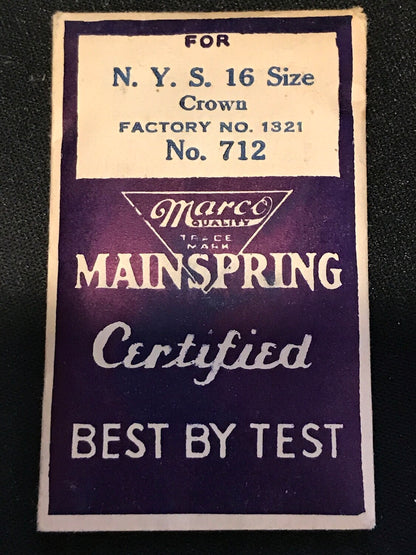 FOR
N. Y. S. 16 Size
Crown
FACTORY NO. 1321
No. 712
Marco
QUALITY
TRADE
MARK
MAINSPRING
Certified
BEST BY TEST